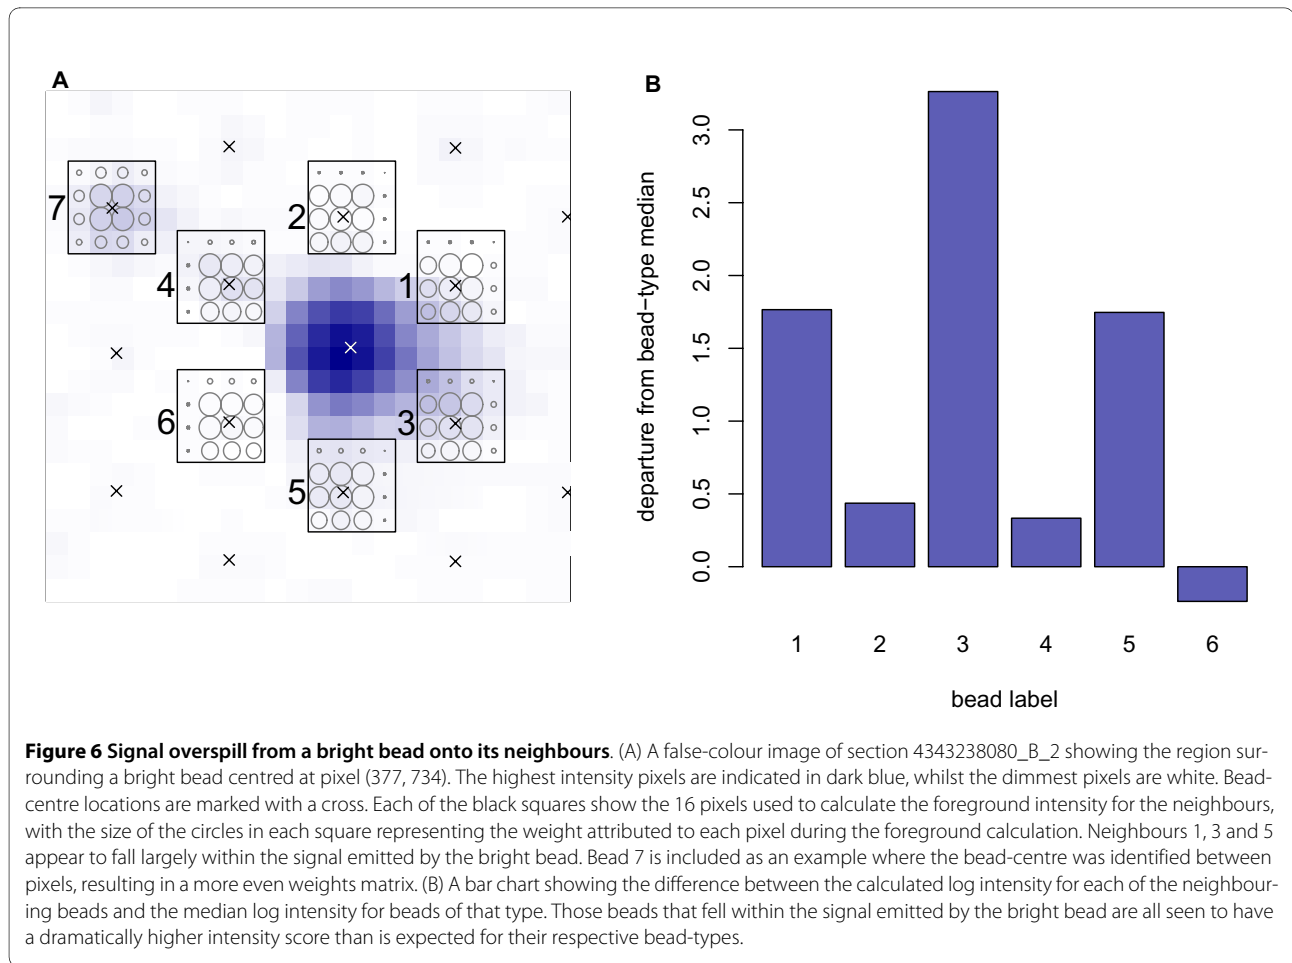 A
7
2
4
1
6
3
5
B
departure from bead-type median
3.0
2.5
2.0
1.5
1.0
0.5
0.0
1 2 3 4 5 6
bead label
Figure 6 Signal overspill from a bright bead onto its neighbours. (A) A false-colour image of section 4343238080_B_2 showing the region sur-
rounding a bright bead centred at pixel (377, 734). The highest intensity pixels are indicated in dark blue, whilst the dimmest pixels are white. Bead-
centre locations are marked with a cross. Each of the black squares show the 16 pixels used to calculate the foreground intensity for the neighbours,
with the size of the circles in each square representing the weight attributed to each pixel during the foreground calculation. Neighbours 1, 3 and 5
appear to fall largely within the signal emitted by the bright bead. Bead 7 is included as an example where the bead-centre was identified between
pixels, resulting in a more even weights matrix. (B) A bar chart showing the difference between the calculated log intensity for each of the neighbour-
ing beads and the median log intensity for beads of that type. Those beads that fell within the signal emitted by the bright bead are all seen to have
a dramatically higher intensity score than is expected for their respective bead-types.